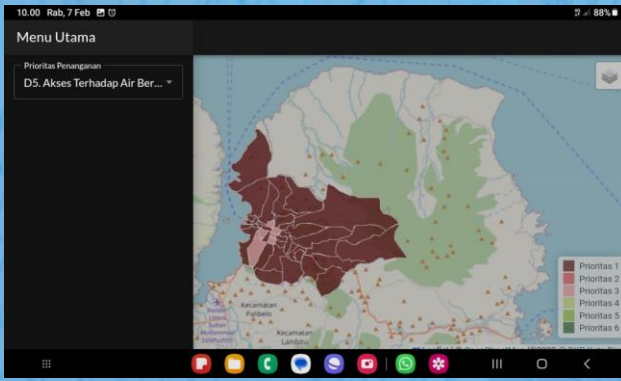 10.00 Rab, 7 Feb
88%
Menu Utama
Prioritas Penanganan
D5. Akses Terhadap Air Ber...
Prioritas 1
Prioritas 2
Prioritas 3
Prioritas 4
Prioritas 5
Prioritas 6
Kecamatan
Palibelo
Kecamatan
Lambitu